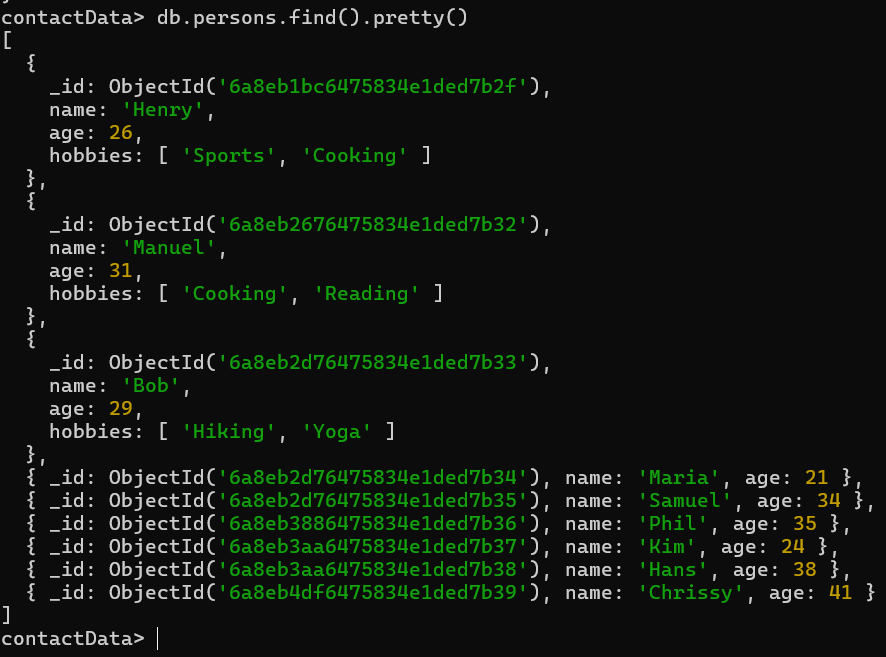 contactData> db.persons.find().pretty()
[
  {
    _id: ObjectId('6a8eb1bc6475834e1ded7b2f'),
    name: 'Henry',
    age: 26,
    hobbies: [ 'Sports', 'Cooking' ]
  },
  {
    _id: ObjectId('6a8eb2676475834e1ded7b32'),
    name: 'Manuel',
    age: 31,
    hobbies: [ 'Cooking', 'Reading' ]
  },
  {
    _id: ObjectId('6a8eb2d76475834e1ded7b33'),
    name: 'Bob',
    age: 29,
    hobbies: [ 'Hiking', 'Yoga' ]
  },
  { _id: ObjectId('6a8eb2d76475834e1ded7b34'), name: 'Maria', age: 21 },
  { _id: ObjectId('6a8eb2d76475834e1ded7b35'), name: 'Samuel', age: 34 },
  { _id: ObjectId('6a8eb3886475834e1ded7b36'), name: 'Phil', age: 35 },
  { _id: ObjectId('6a8eb3aa6475834e1ded7b37'), name: 'Kim', age: 24 },
  { _id: ObjectId('6a8eb3aa6475834e1ded7b38'), name: 'Hans', age: 38 },
  { _id: ObjectId('6a8eb4df6475834e1ded7b39'), name: 'Chrissy', age: 41 }
]
contactData>